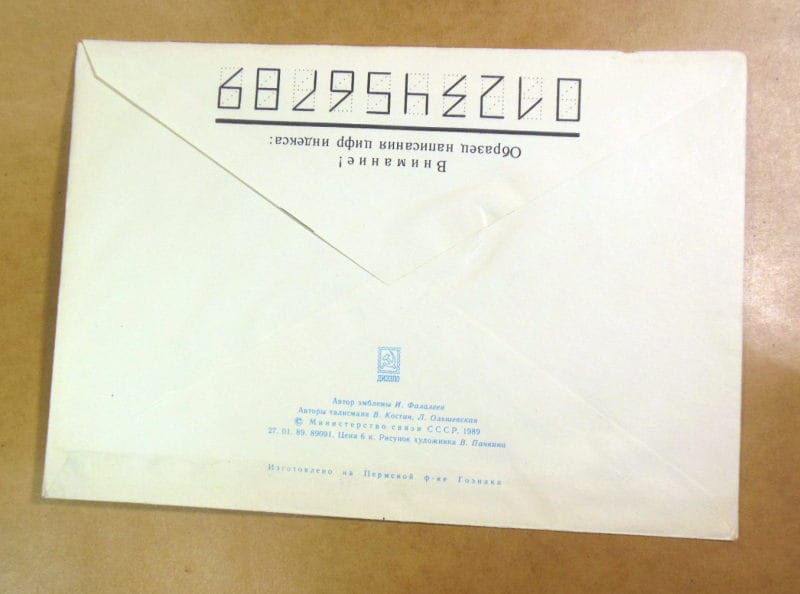 Внимание!
Образец написания цифр индекса:
0123456789
ДИЭЗПО
Автор эмблемы И. Фалалеев
Авторы талисмана В. Костин, Л. Ольшевская
© Министерство связи СССР, 1989
27. 01. 89. 89091. Цена 6 к. Рисунок художника В.
Изготовлено на Пермской ф-ке Гознака